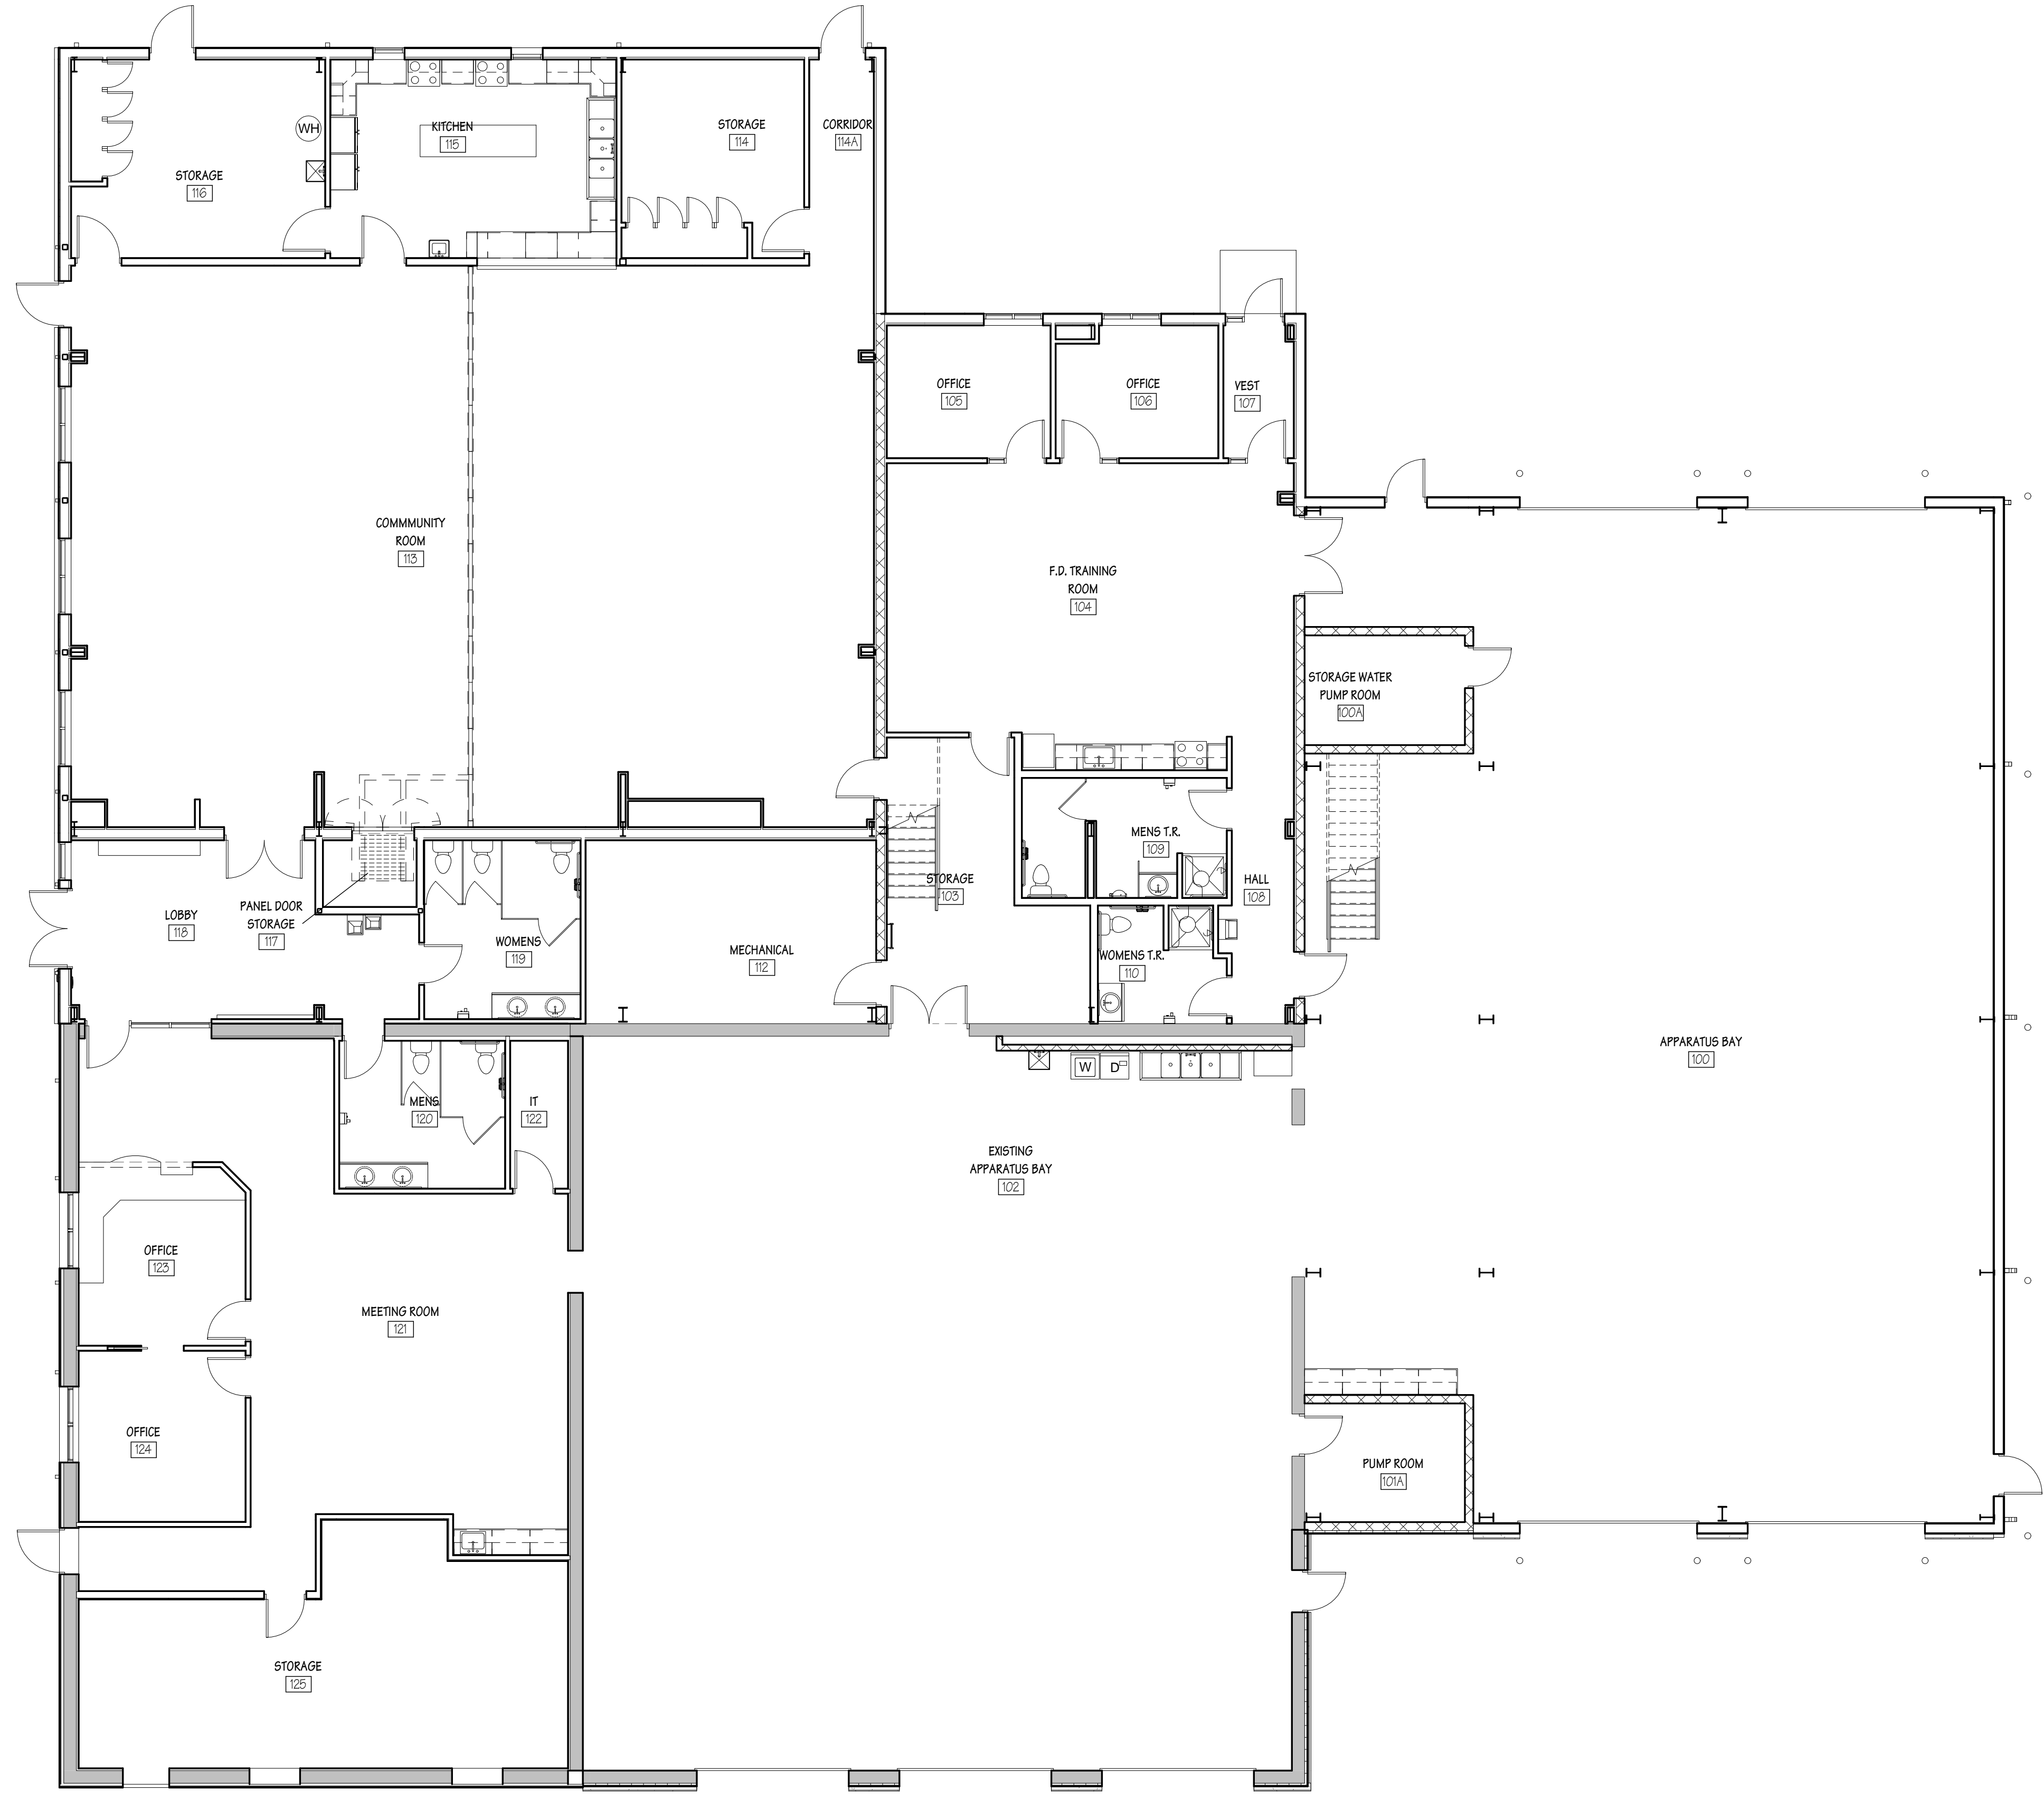 STORAGE
116
WH
KITCHEN
115
STORAGE
114
CORRIDOR
114A
OFFICE
105
OFFICE
106
VEST
107
COMMMUNITY
ROOM
113
F.D. TRAINING
ROOM
104
STORAGE WATER
PUMP ROOM
100A
MENS T.R.
109
STORAGE
103
HALL
108
LOBBY
118
PANEL DOOR
STORAGE
117
WOMENS
119
MECHANICAL
112
WOMENS T.R.
110
APPARATUS BAY
100
W
D
MENS
120
IT
122
EXISTING
APPARATUS BAY
102
OFFICE
123
MEETING ROOM
121
OFFICE
124
PUMP ROOM
101A
STORAGE
125